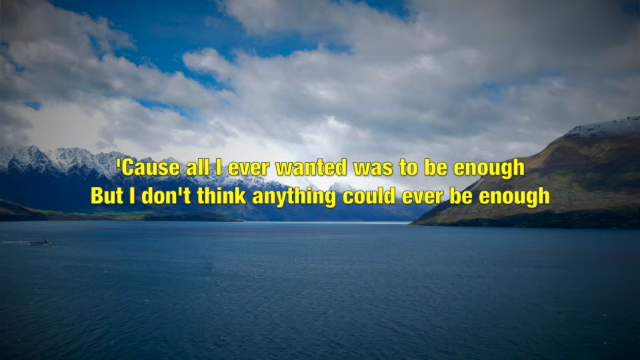 'Cause all I ever wanted was to be enough
But I don't think anything could ever be enough